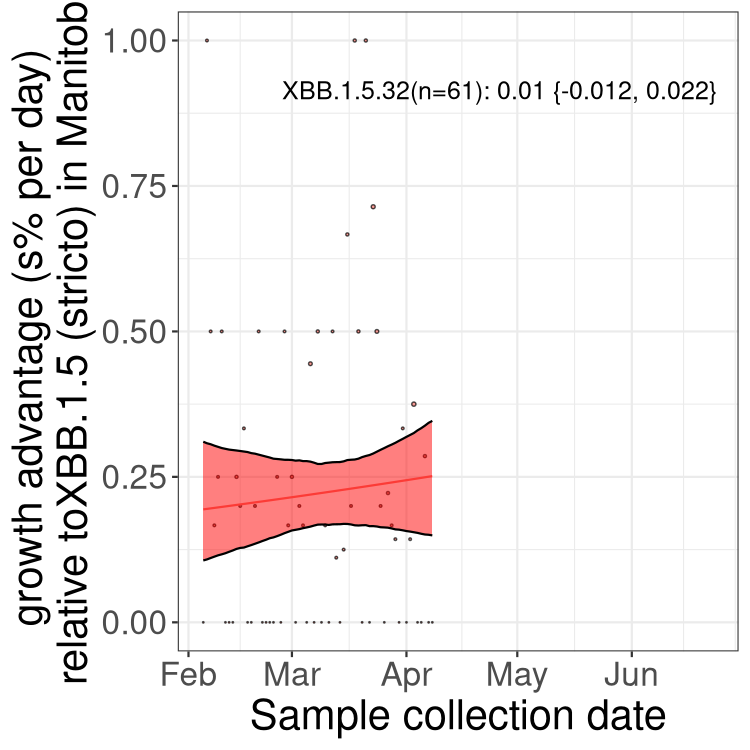 growth advantage (s% per day)
relative toXBB.1.5 (stricto) in Manitob
1.00
0.75
0.50
0.25
0.00
XBB.1.5.32(n=61): 0.01 {-0.012, 0.022}
Feb Mar Apr May Jun
Sample collection date